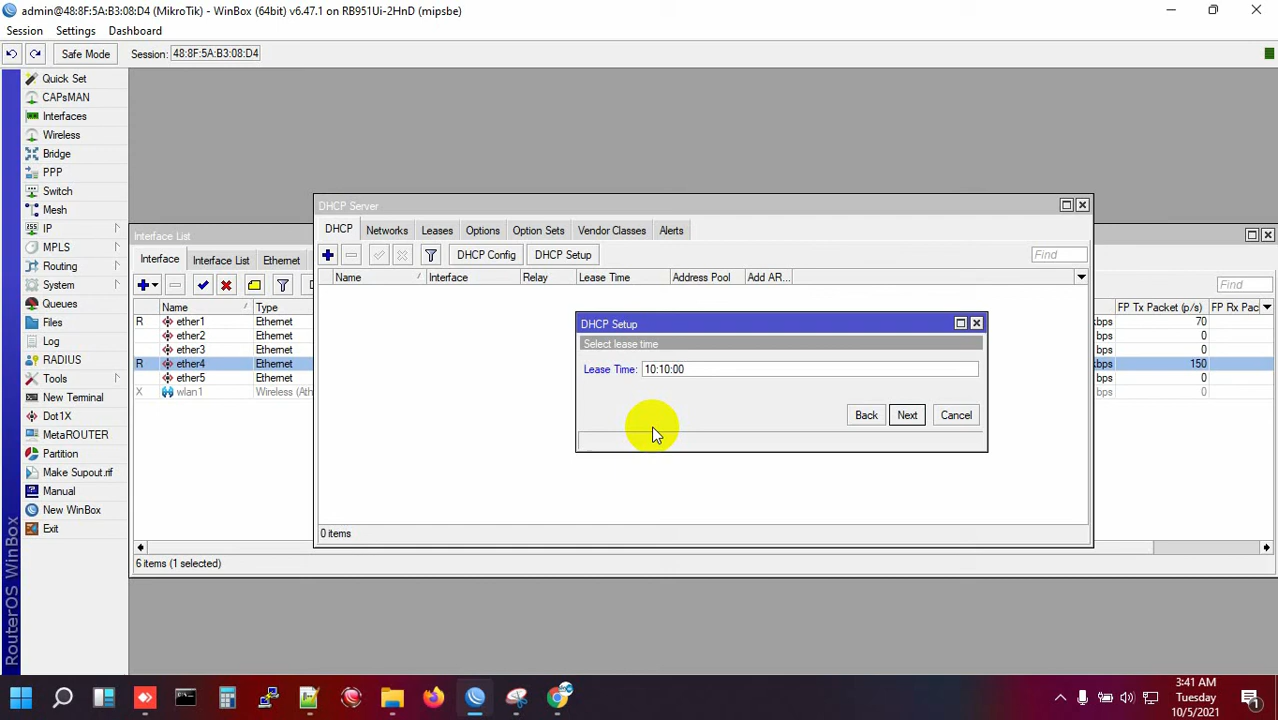 admin@48:8F:5A:B3:08:D4 (MikroTik) - WinBox (64bit) v6.47.1 on RB951Ui-2HnD (mipsbe)
Session Settings Dashboard
Safe Mode Session: 48:8F:5A:B3:08:D4
Quick Set
CAPsMAN
Interfaces
Wireless
Bridge
PPP
Switch
Mesh
IP
MPLS
Routing
System
Queues
Files
Log
RADIUS
Tools
New Terminal
Dot1X
MetaROUTER
Partition
Make Supout.rif
Manual
New WinBox
Exit
RouterOS WinBox
Interface List
Interface Interface List Ethernet
Find
Name Type FP Tx Packet (p/s) FP Rx Pac
R ether1 Ethernet kbps 70
ether2 Ethernet bps 0
ether3 Ethernet bps 0
R ether4 Ethernet kbps 150
ether5 Ethernet bps 0
X wlan1 Wireless (Ath bps 0
6 items (1 selected)
DHCP Server
DHCP Networks Leases Options Option Sets Vendor Classes Alerts
DHCP Config DHCP Setup Find
Name Interface Relay Lease Time Address Pool Add AR...
0 items
DHCP Setup
Select lease time
Lease Time: 10:10:00
Back Next Cancel
3:41 AM
Tuesday
10/5/2021
1